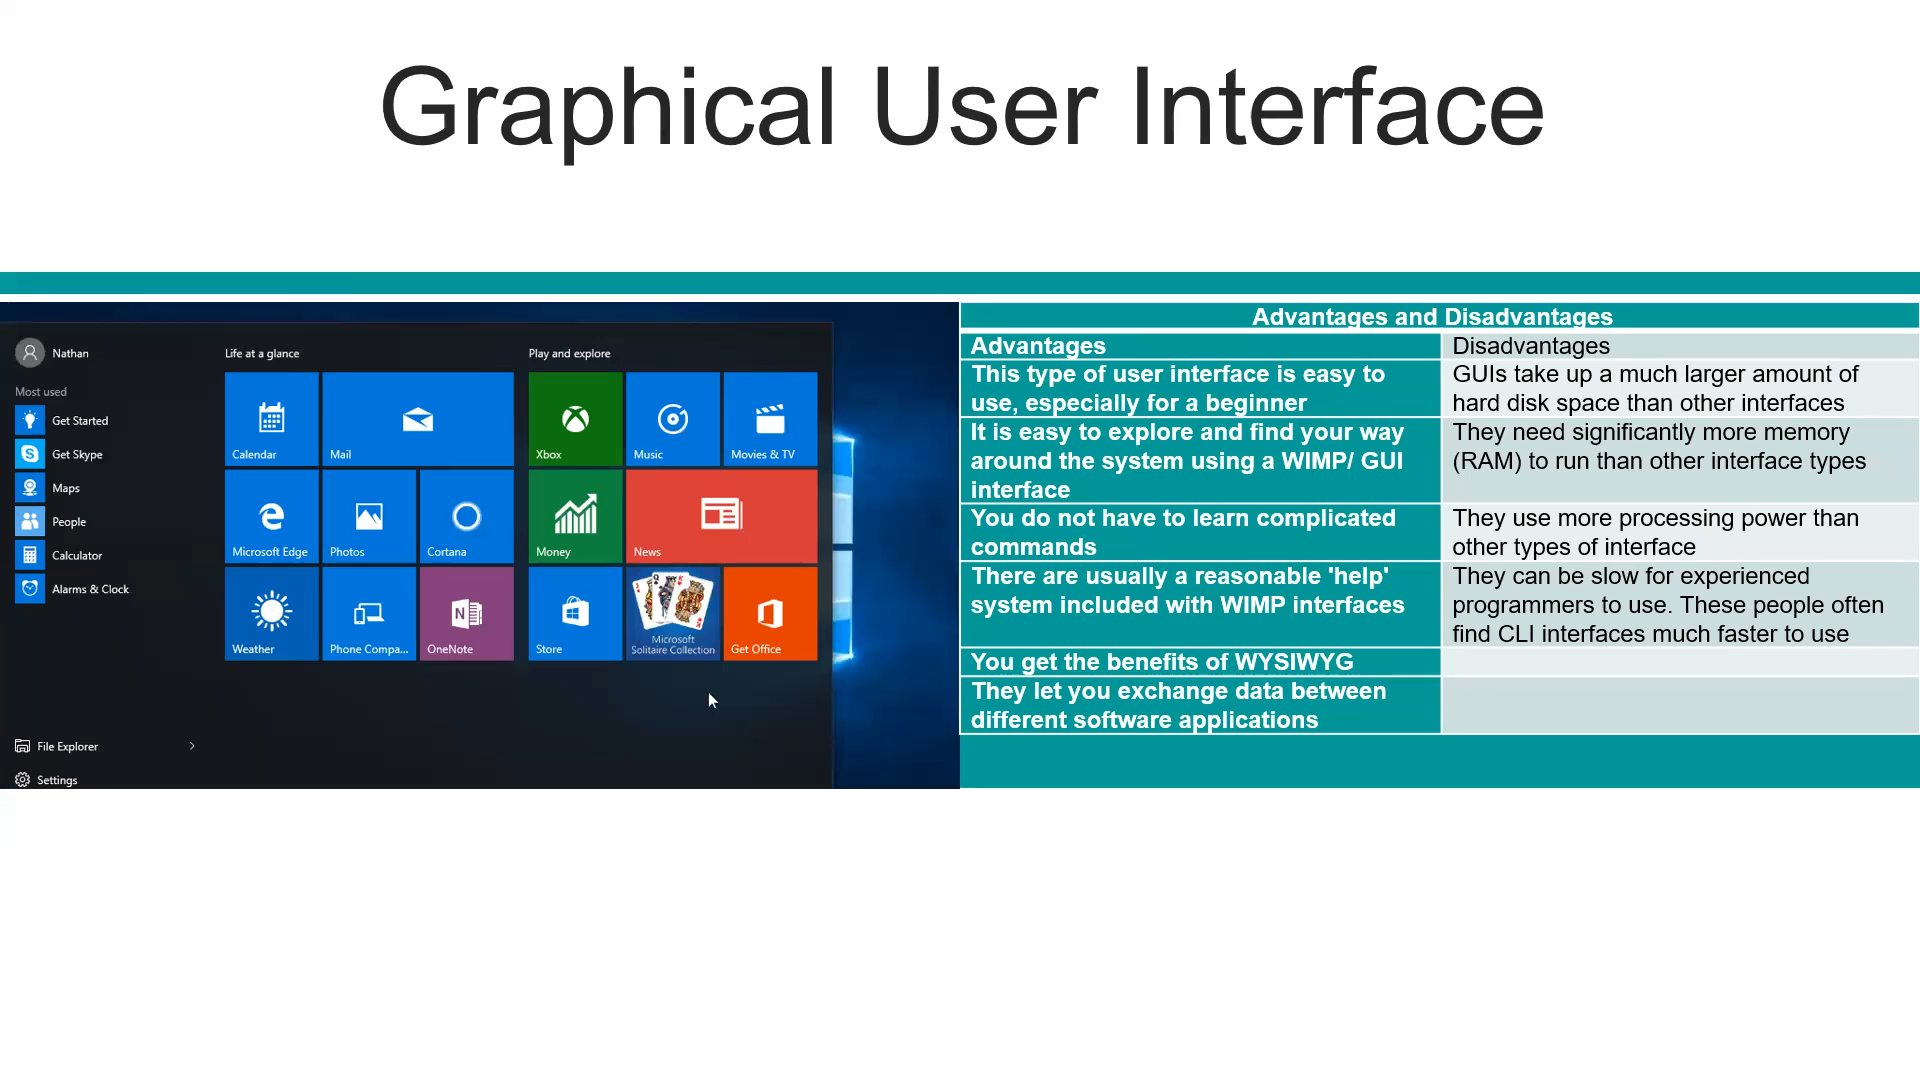 Graphical User Interface
Nathan
Most used
Get Started
Get Skype
Maps
People
Calculator
Alarms & Clock
File Explorer
Settings
Life at a glance
Calendar
Mail
Microsoft Edge
Photos
Cortana
Weather
Phone Compa...
OneNote
Play and explore
Xbox
Music
Movies & TV
Money
News
Store
Microsoft
Solitaire Collection
Get Office
Advantages and Disadvantages
Advantages
Disadvantages
This type of user interface is easy to
use, especially for a beginner
GUIs take up a much larger amount of
hard disk space than other interfaces
It is easy to explore and find your way
around the system using a WIMP/ GUI
interface
They need significantly more memory
(RAM) to run than other interface types
You do not have to learn complicated
commands
They use more processing power than
other types of interface
There are usually a reasonable 'help'
system included with WIMP interfaces
They can be slow for experienced
programmers to use. These people often
find CLI interfaces much faster to use
You get the benefits of WYSIWYG
They let you exchange data between
different software applications